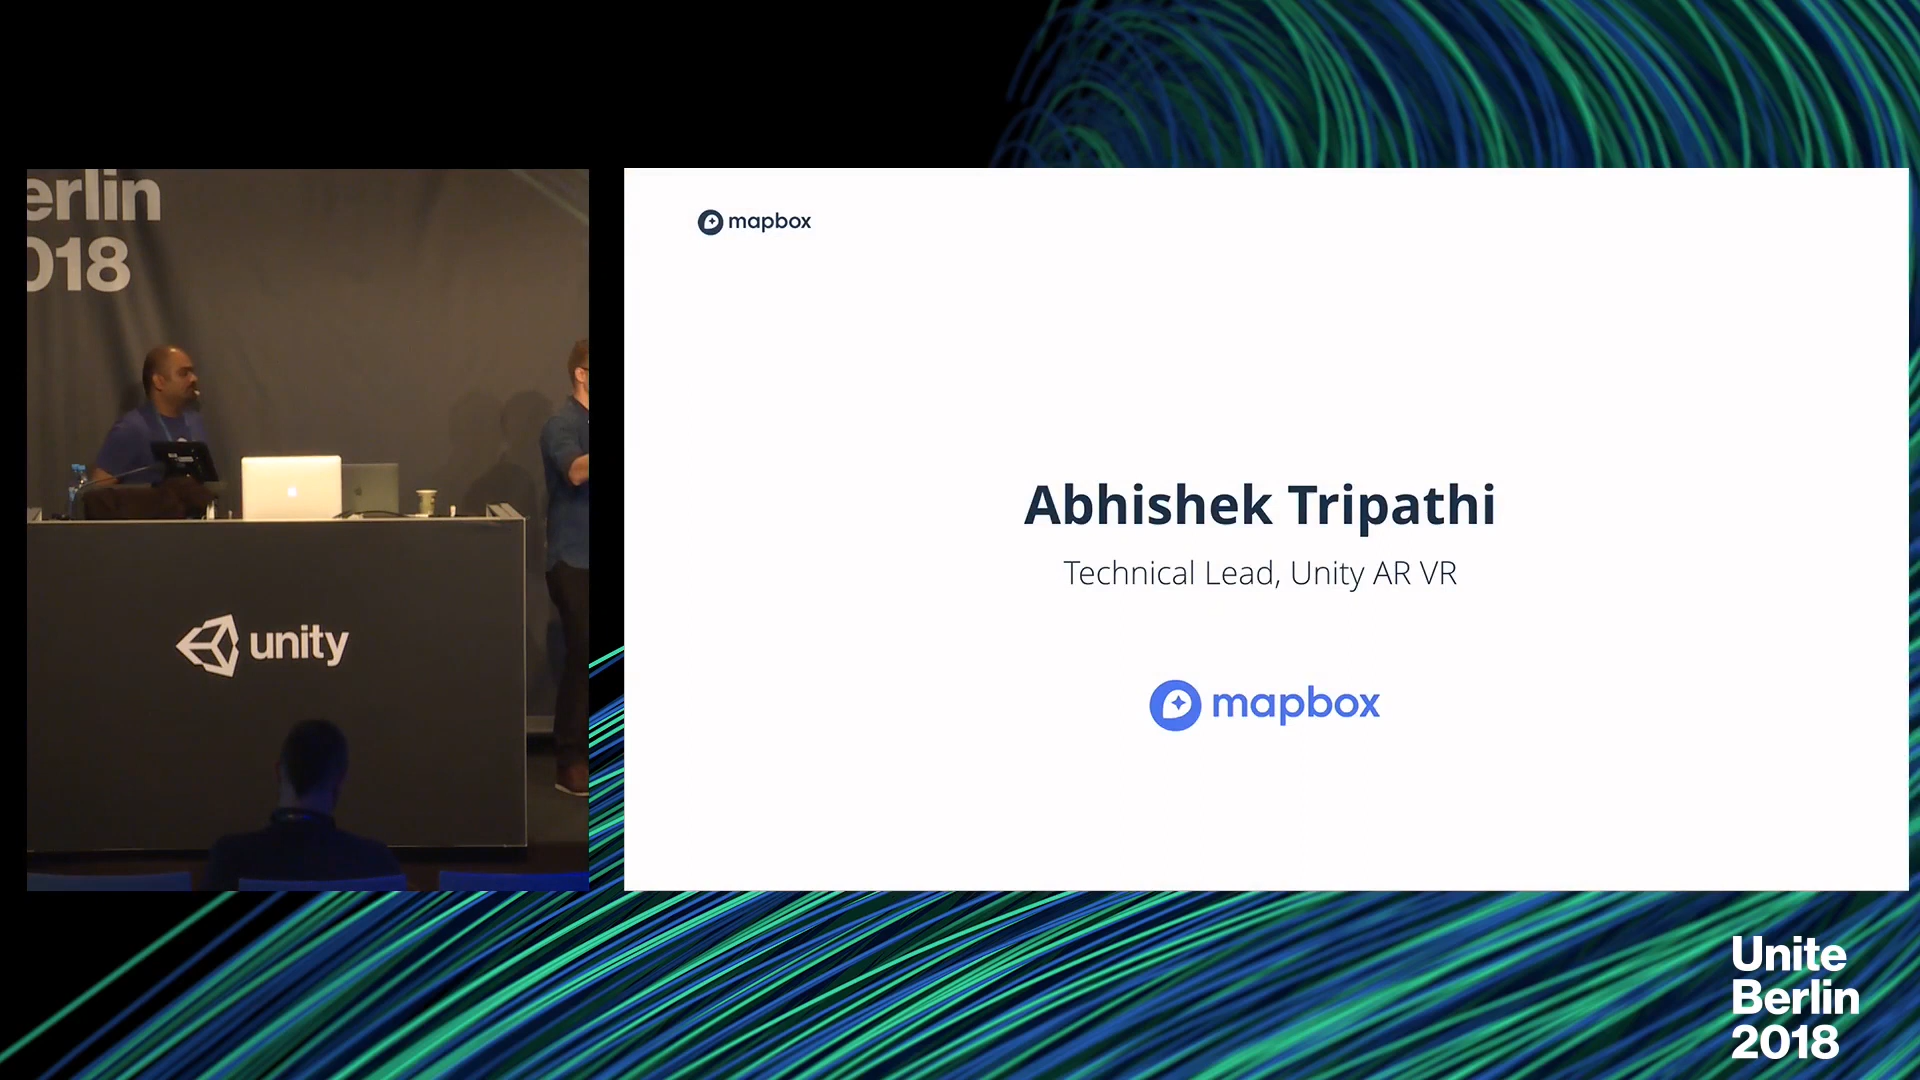 erlin
018
unity
mapbox
Abhishek Tripathi
Technical Lead, Unity AR VR
mapbox
Unite
Berlin
2018